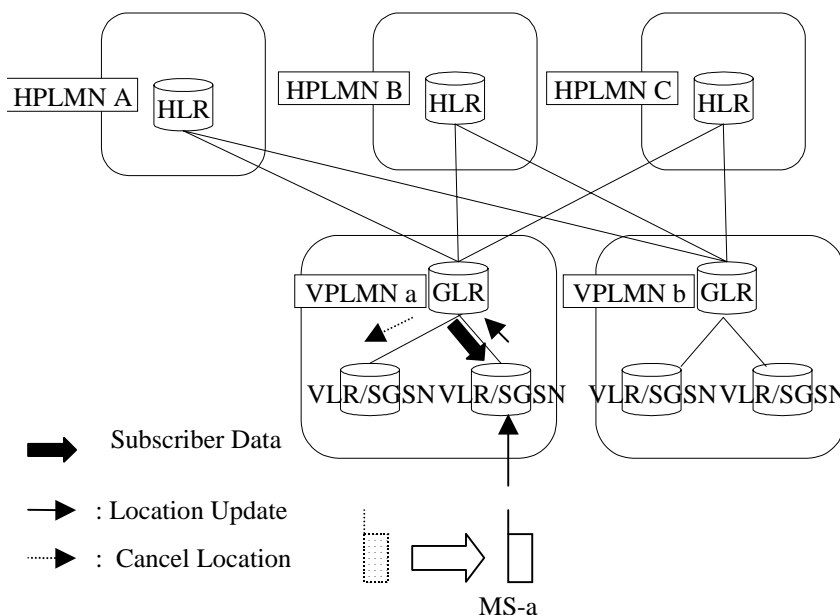 HPLMN A
HLR
HPLMN B
HLR
HPLMN C
HLR
VPLMN a
GLR
VPLMN b
GLR
VLR/SGSN
VLR/SGSN
VLR/SGSN
VLR/SGSN
Subscriber Data
: Location Update
: Cancel Location
MS-a